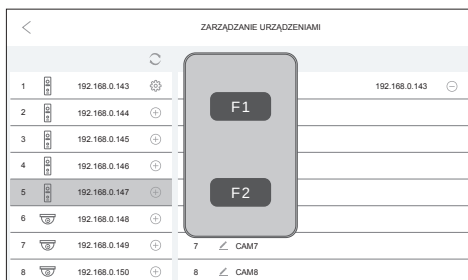 ZARZĄDZANIE URZĄDZENIAMI
1 192.168.0.143 192.168.0.143
2 192.168.0.144
3 192.168.0.145
4 192.168.0.146
5 192.168.0.147
6 192.168.0.148
7 192.168.0.149 7 CAM7
8 192.168.0.150 8 CAM8
F1
F2